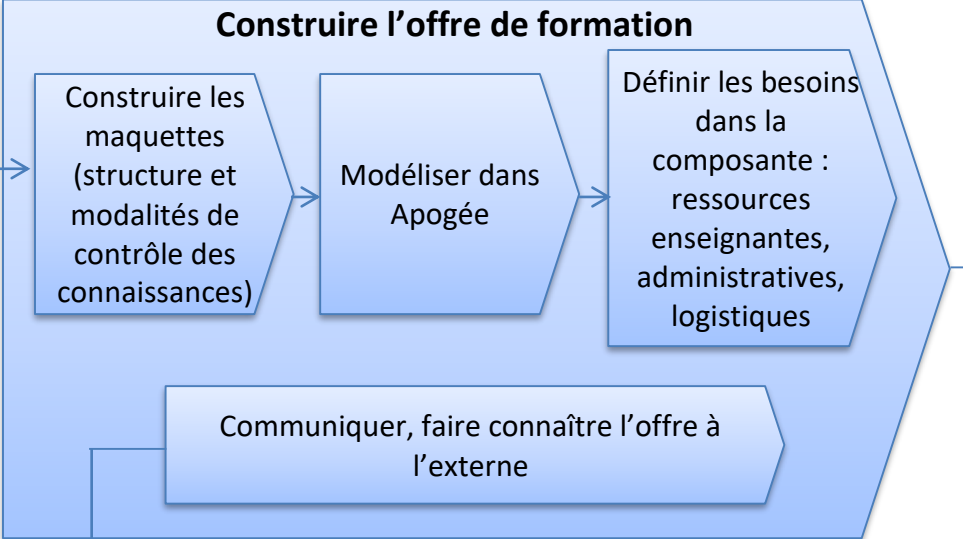 Construire l’offre de formation
Construire les
maquettes
(structure et
modalités de
contrôle des
connaissances)
Modéliser dans
Apogée
Définir les besoins
dans la
composante :
ressources
enseignantes,
administratives,
logistiques
Communiquer, faire connaître l’offre à
l’externe